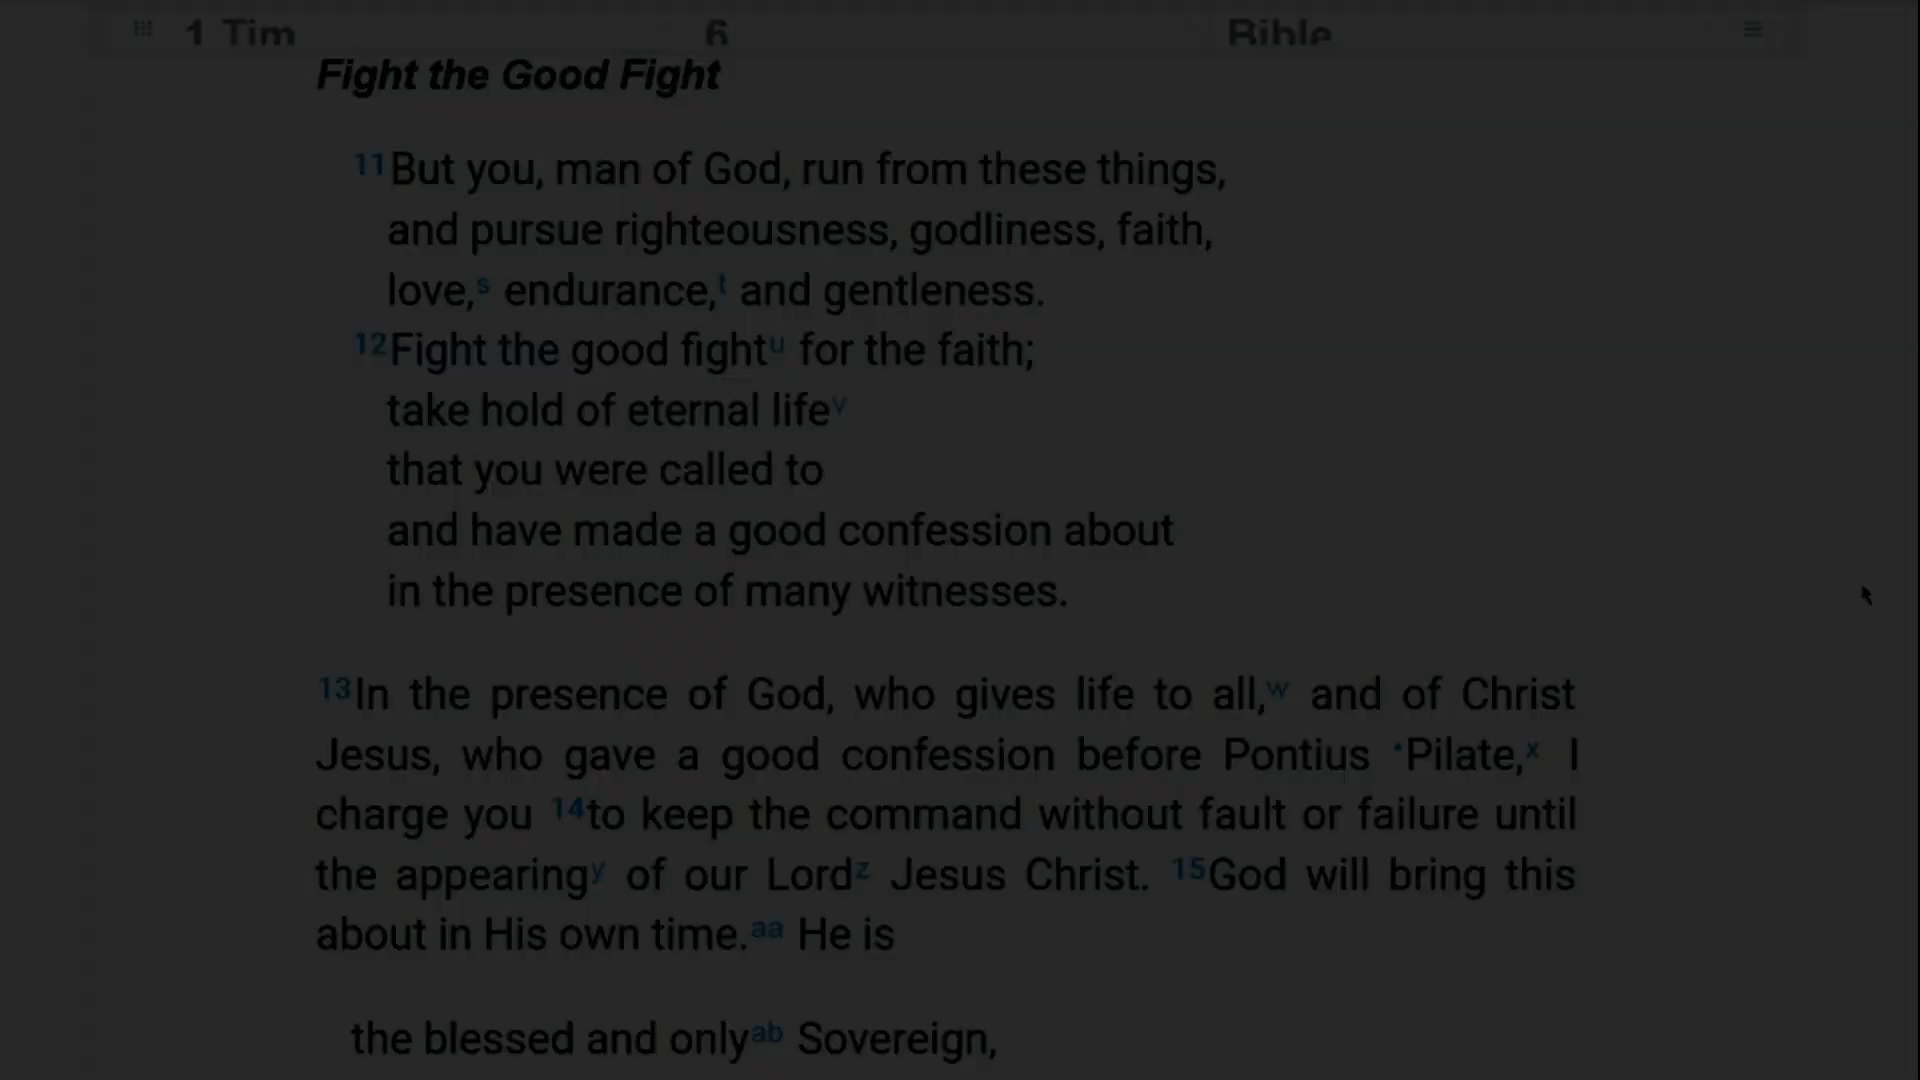 1 Tim 6 Bible
Fight the Good Fight
11But you, man of God, run from these things,
and pursue righteousness, godliness, faith,
love,s endurance,t and gentleness.
12Fight the good fightu for the faith;
take hold of eternal lifev
that you were called to
and have made a good confession about
in the presence of many witnesses.
13In the presence of God, who gives life to all,w and of Christ
Jesus, who gave a good confession before Pontius •Pilate,x I
charge you 14to keep the command without fault or failure until
the appearingy of our Lordz Jesus Christ. 15God will bring this
about in His own time.aa He is
the blessed and onlyab Sovereign,